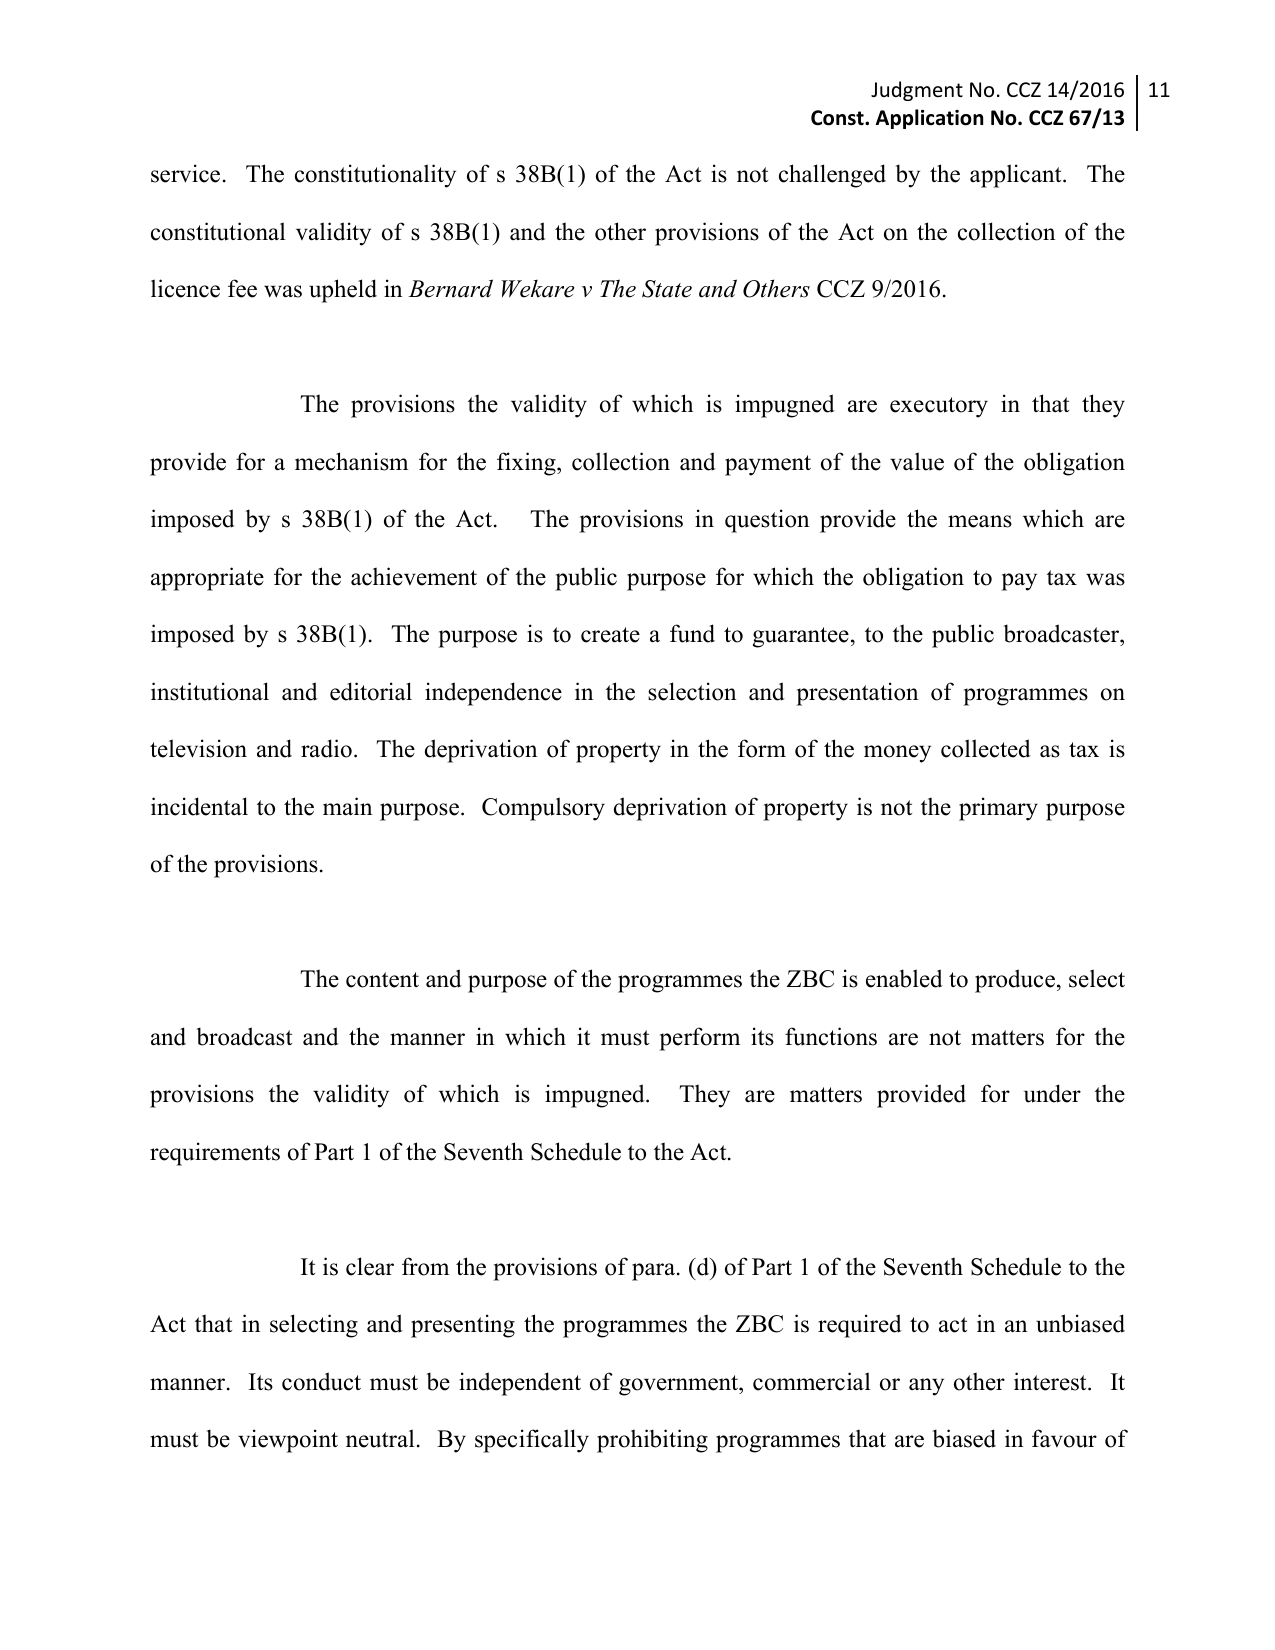 Judgment No. CCZ 14/2016 11
Const. Application No. CCZ 67/13
service. The constitutionality of s 38B(1) of the Act is not challenged by the applicant. The
constitutional validity of s 38B(1) and the other provisions of the Act on the collection of the
licence fee was upheld in Bernard Wekare v The State and Others CCZ 9/2016.
The provisions the validity of which is impugned are executory in that they
provide for a mechanism for the fixing, collection and payment of the value of the obligation
imposed by s 38B(1) of the Act. The provisions in question provide the means which are
appropriate for the achievement of the public purpose for which the obligation to pay tax was
imposed by s 38B(1). The purpose is to create a fund to guarantee, to the public broadcaster,
institutional and editorial independence in the selection and presentation of programmes on
television and radio. The deprivation of property in the form of the money collected as tax is
incidental to the main purpose. Compulsory deprivation of property is not the primary purpose
of the provisions.
The content and purpose of the programmes the ZBC is enabled to produce, select
and broadcast and the manner in which it must perform its functions are not matters for the
provisions the validity of which is impugned. They are matters provided for under the
requirements of Part 1 of the Seventh Schedule to the Act.
It is clear from the provisions of para. (d) of Part 1 of the Seventh Schedule to the
Act that in selecting and presenting the programmes the ZBC is required to act in an unbiased
manner. Its conduct must be independent of government, commercial or any other interest. It
must be viewpoint neutral. By specifically prohibiting programmes that are biased in favour of